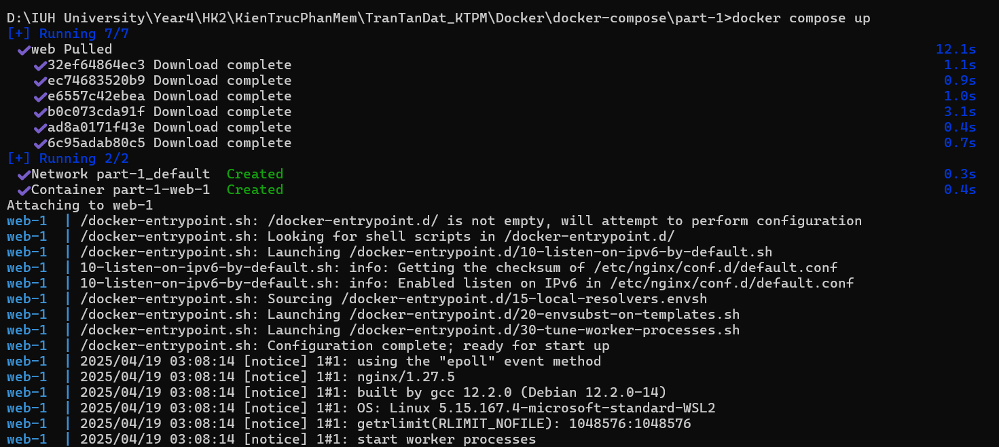 D:\IUH University\Year4\HK2\KienTrucPhanMem\TranTanDat_KTPM\Docker\docker-compose\part-1>docker compose up
[+] Running 7/7
✔web Pulled 12.1s
✔32ef64864ec3 Download complete 1.1s
✔ec74683520b9 Download complete 0.9s
✔e6557c42ebea Download complete 1.0s
✔b0c073cda91f Download complete 3.1s
✔ad8a0171f43e Download complete 0.4s
✔6c95adab80c5 Download complete 0.7s
[+] Running 2/2
✔Network part-1_default Created 0.3s
✔Container part-1-web-1 Created 0.4s
Attaching to web-1
web-1 | /docker-entrypoint.sh: /docker-entrypoint.d/ is not empty, will attempt to perform configuration
web-1 | /docker-entrypoint.sh: Looking for shell scripts in /docker-entrypoint.d/
web-1 | /docker-entrypoint.sh: Launching /docker-entrypoint.d/10-listen-on-ipv6-by-default.sh
web-1 | 10-listen-on-ipv6-by-default.sh: info: Getting the checksum of /etc/nginx/conf.d/default.conf
web-1 | 10-listen-on-ipv6-by-default.sh: info: Enabled listen on IPv6 in /etc/nginx/conf.d/default.conf
web-1 | /docker-entrypoint.sh: Sourcing /docker-entrypoint.d/15-local-resolvers.envsh
web-1 | /docker-entrypoint.sh: Launching /docker-entrypoint.d/20-envsubst-on-templates.sh
web-1 | /docker-entrypoint.sh: Launching /docker-entrypoint.d/30-tune-worker-processes.sh
web-1 | /docker-entrypoint.sh: Configuration complete; ready for start up
web-1 | 2025/04/19 03:08:14 [notice] 1#1: using the "epoll" event method
web-1 | 2025/04/19 03:08:14 [notice] 1#1: nginx/1.27.5
web-1 | 2025/04/19 03:08:14 [notice] 1#1: built by gcc 12.2.0 (Debian 12.2.0-14)
web-1 | 2025/04/19 03:08:14 [notice] 1#1: OS: Linux 5.15.167.4-microsoft-standard-WSL2
web-1 | 2025/04/19 03:08:14 [notice] 1#1: getrlimit(RLIMIT_NOFILE): 1048576:1048576
web-1 | 2025/04/19 03:08:14 [notice] 1#1: start worker processes